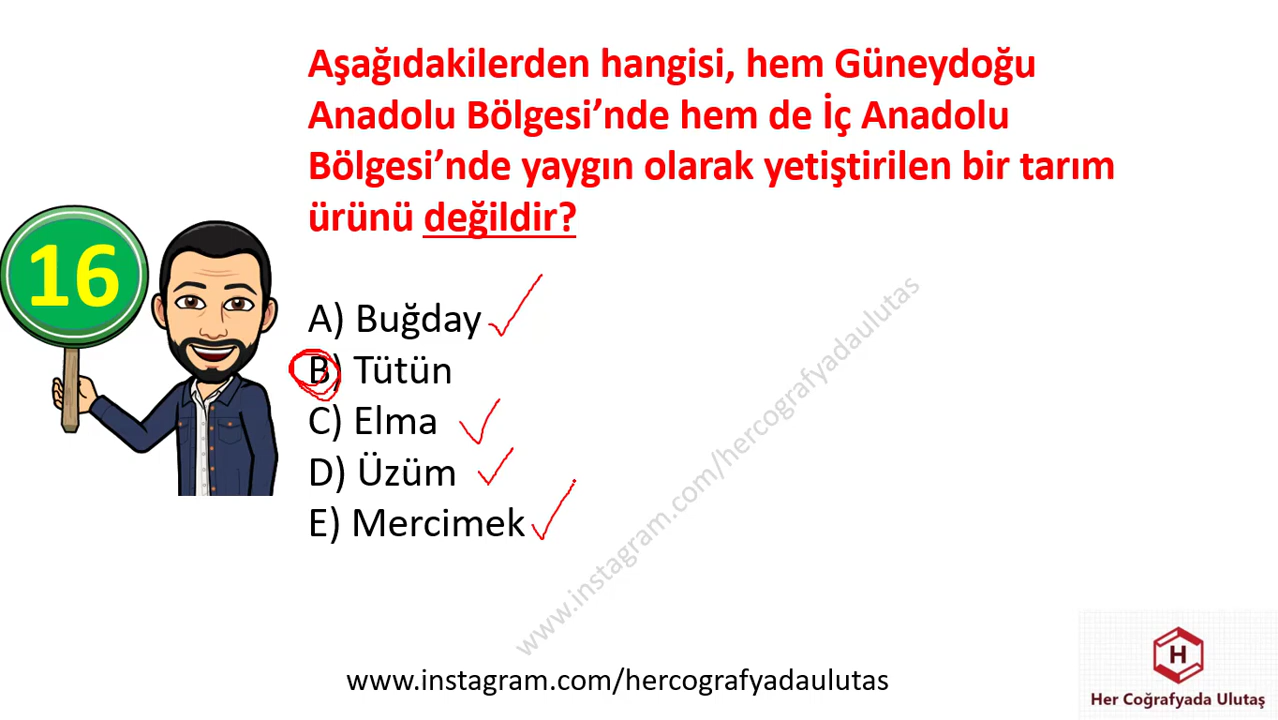 Aşağıdakilerden hangisi, hem Güneydoğu
Anadolu Bölgesi’nde hem de İç Anadolu
Bölgesi’nde yaygın olarak yetiştirilen bir tarım
ürünü değildir?
16
A) Buğday
B) Tütün
C) Elma
D) Üzüm
E) Mercimek
www.instagram.com/hercografyadaulutas
www.instagram.com/hercografyadaulutas
H
Her Coğrafyada Ulutaş